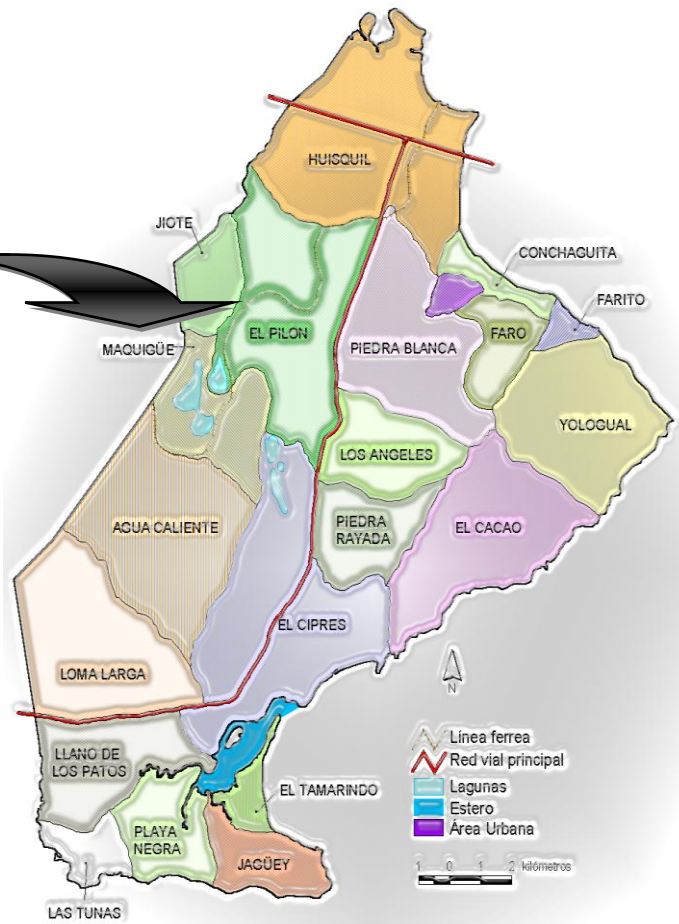 HUISQUIL
JIOTE
CONCHAGUITA
FARITO
MAQUIGÜE
EL PILON
PIEDRA BLANCA
FARO
YOLOGUAL
LOS ANGELES
AGUA CALIENTE
PIEDRA
RAYADA
EL CACAO
EL CIPRES
LOMA LARGA
N
LLANO DE
LOS PATOS
EL TAMARINDO
PLAYA
NEGRA
JAGÜEY
LAS TUNAS
Línea ferrea
Red vial principal
Lagunas
Estero
Área Urbana
1 0 1 2 kilómetros